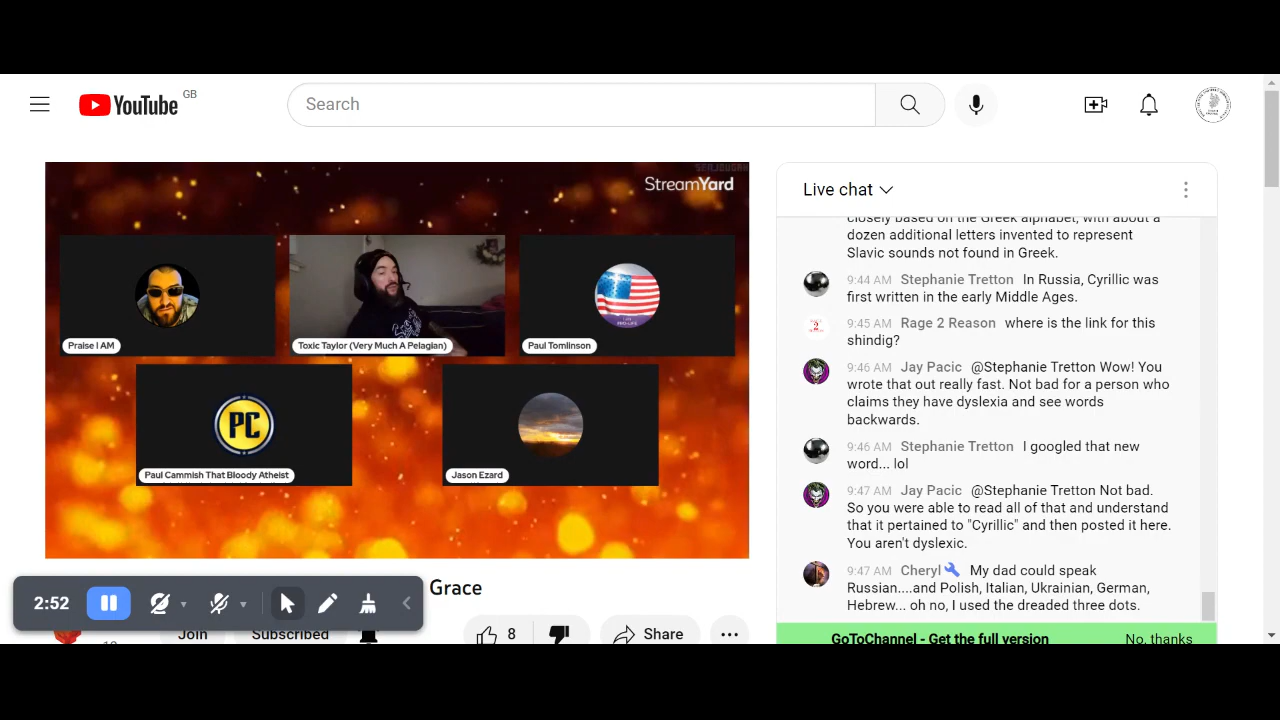 YouTube GB
Search
SEAJOUGAH
StreamYard
Praise I AM
Toxic Taylor (Very Much A Pelagian)
Paul Tomlinson
PC
Paul Cammish That Bloody Atheist
Jason Ezard
Grace
2:52
Join
Subscribed
8
Share
Live chat
closely based on the Greek alphabet, with about a
dozen additional letters invented to represent
Slavic sounds not found in Greek.
9:44 AM Stephanie Tretton In Russia, Cyrillic was
first written in the early Middle Ages.
9:45 AM Rage 2 Reason where is the link for this
shindig?
9:46 AM Jay Pacic @Stephanie Tretton Wow! You
wrote that out really fast. Not bad for a person who
claims they have dyslexia and see words
backwards.
9:46 AM Stephanie Tretton I googled that new
word... lol
9:47 AM Jay Pacic @Stephanie Tretton Not bad.
So you were able to read all of that and understand
that it pertained to "Cyrillic" and then posted it here.
You aren't dyslexic.
9:47 AM Cheryl My dad could speak
Russian....and Polish, Italian, Ukrainian, German,
Hebrew... oh no, I used the dreaded three dots.
GoToChannel - Get the full version
No, thanks